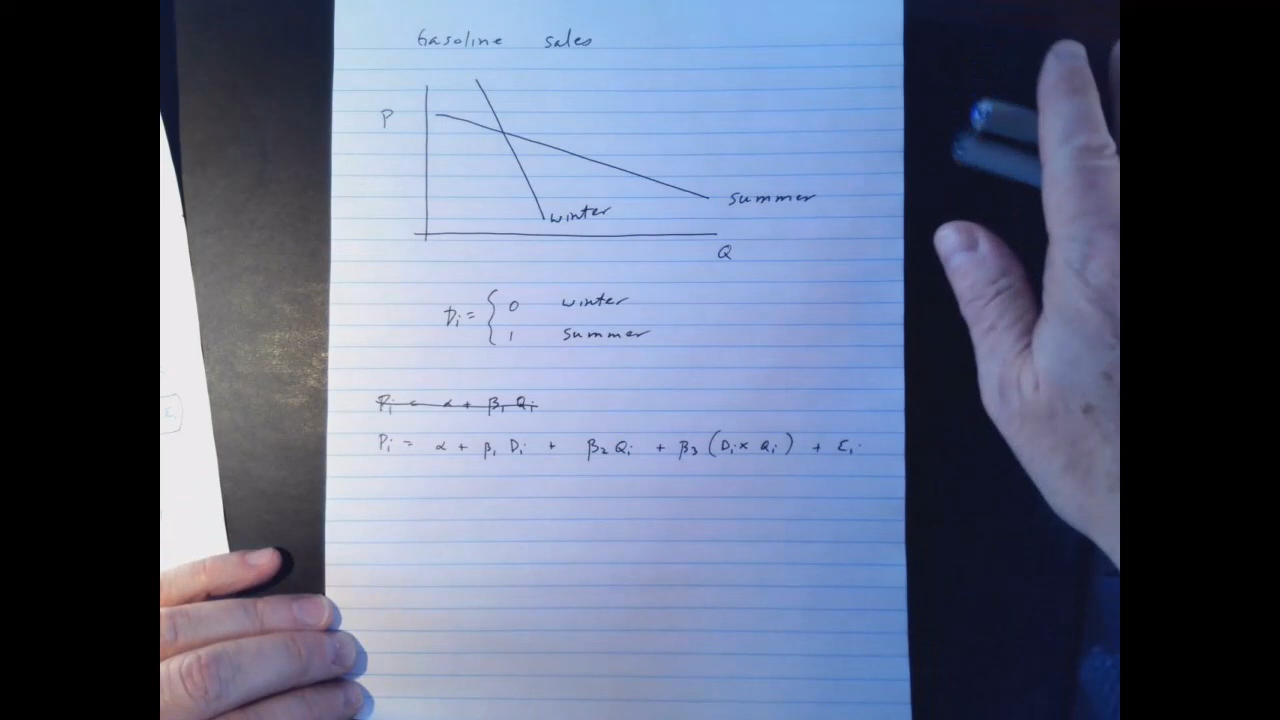 Gasoline sales
P
summer
winter
Q
Di = { 0 winter
1 summer
Pi = α + β1 Qi
Pi = α + β1 Di + β2 Qi + β3 (Di × Qi) + Ei